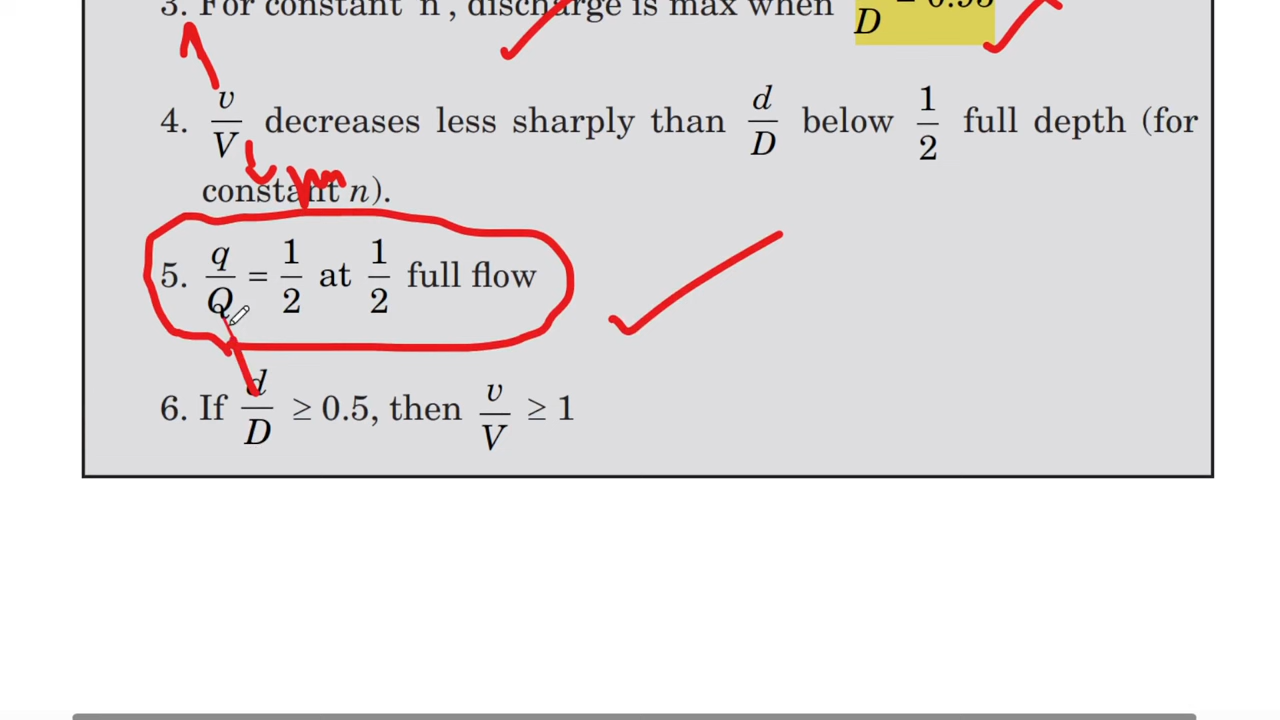 3. For constant 'n', discharge is max when d/D = 0.95
4. v/V decreases less sharply than d/D below 1/2 full depth (for
constant n).
5. q/Q = 1/2 at 1/2 full flow
6. If d/D ≥ 0.5, then v/V ≥ 1